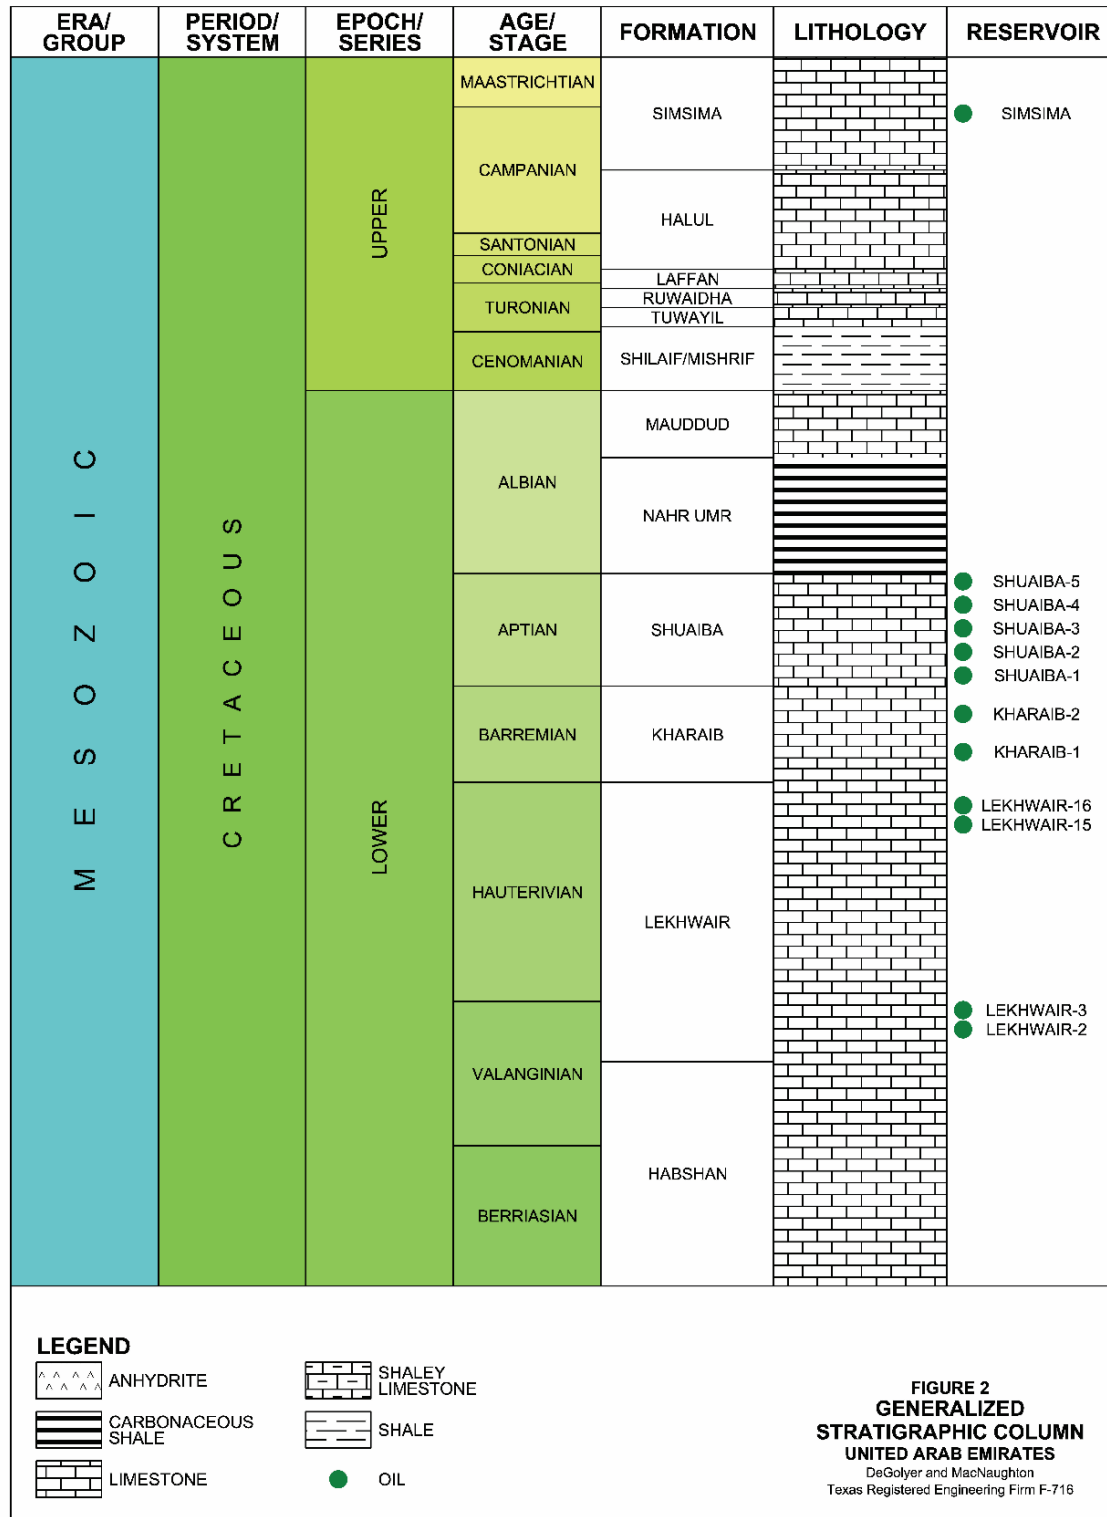 ERA/
GROUP
PERIOD/
SYSTEM
EPOCH/
SERIES
AGE/
STAGE
FORMATION
LITHOLOGY
RESERVOIR
MESOZOIC
CRETACEOUS
UPPER
LOWER
MAASTRICHTIAN
CAMPANIAN
SANTONIAN
CONIACIAN
TURONIAN
CENOMANIAN
ALBIAN
APTIAN
BARREMIAN
HAUTERIVIAN
VALANGINIAN
BERRIASIAN
SIMSIMA
HALUL
LAFFAN
RUWAIDHA
TUWAYIL
SHILAIF/MISHRIF
MAUDDUD
NAHR UMR
SHUAIBA
KHARAIB
LEKHWAIR
HABSHAN
SIMSIMA
SHUAIBA-5
SHUAIBA-4
SHUAIBA-3
SHUAIBA-2
SHUAIBA-1
KHARAIB-2
KHARAIB-1
LEKHWAIR-16
LEKHWAIR-15
LEKHWAIR-3
LEKHWAIR-2
LEGEND
ANHYDRITE
CARBONACEOUS
SHALE
LIMESTONE
SHALEY
LIMESTONE
SHALE
OIL
FIGURE 2
GENERALIZED
STRATIGRAPHIC COLUMN
UNITED ARAB EMIRATES
DeGolyer and MacNaughton
Texas Registered Engineering Firm F-716